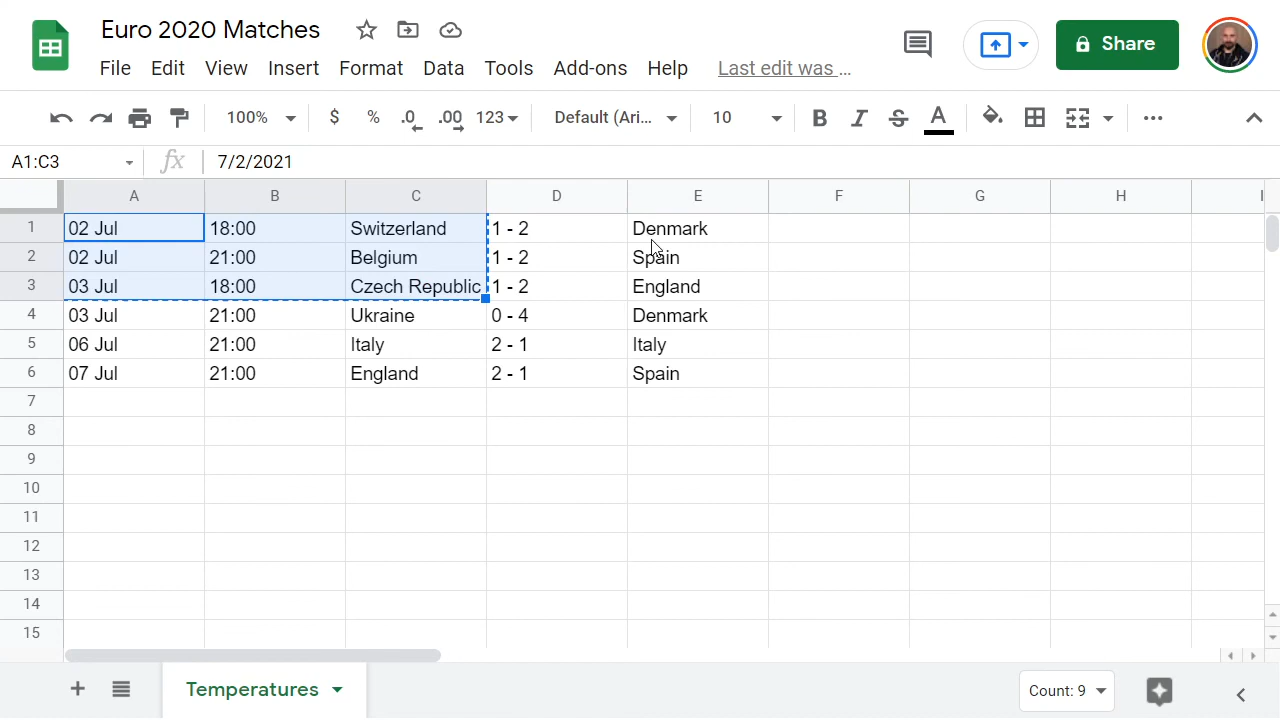 Euro 2020 Matches
File Edit View Insert Format Data Tools Add-ons Help Last edit was ...
Share
100% $ % .0 .00 123 Default (Ari... 10 B I S A
A1:C3 fx 7/2/2021
A B C D E F G H I
1 02 Jul 18:00 Switzerland 1 - 2 Denmark
2 02 Jul 21:00 Belgium 1 - 2 Spain
3 03 Jul 18:00 Czech Republic 1 - 2 England
4 03 Jul 21:00 Ukraine 0 - 4 Denmark
5 06 Jul 21:00 Italy 2 - 1 Italy
6 07 Jul 21:00 England 2 - 1 Spain
7
8
9
10
11
12
13
14
15
Temperatures Count: 9